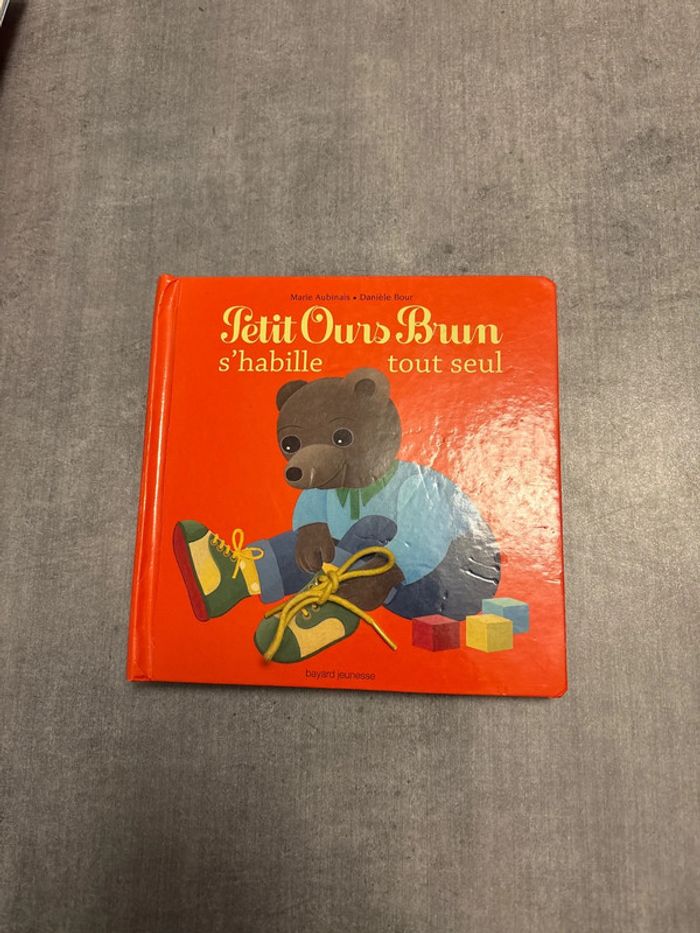 Marie Aubinais • Danièle Bour
Petit Ours Brun
s'habille tout seul
bayard jeunesse